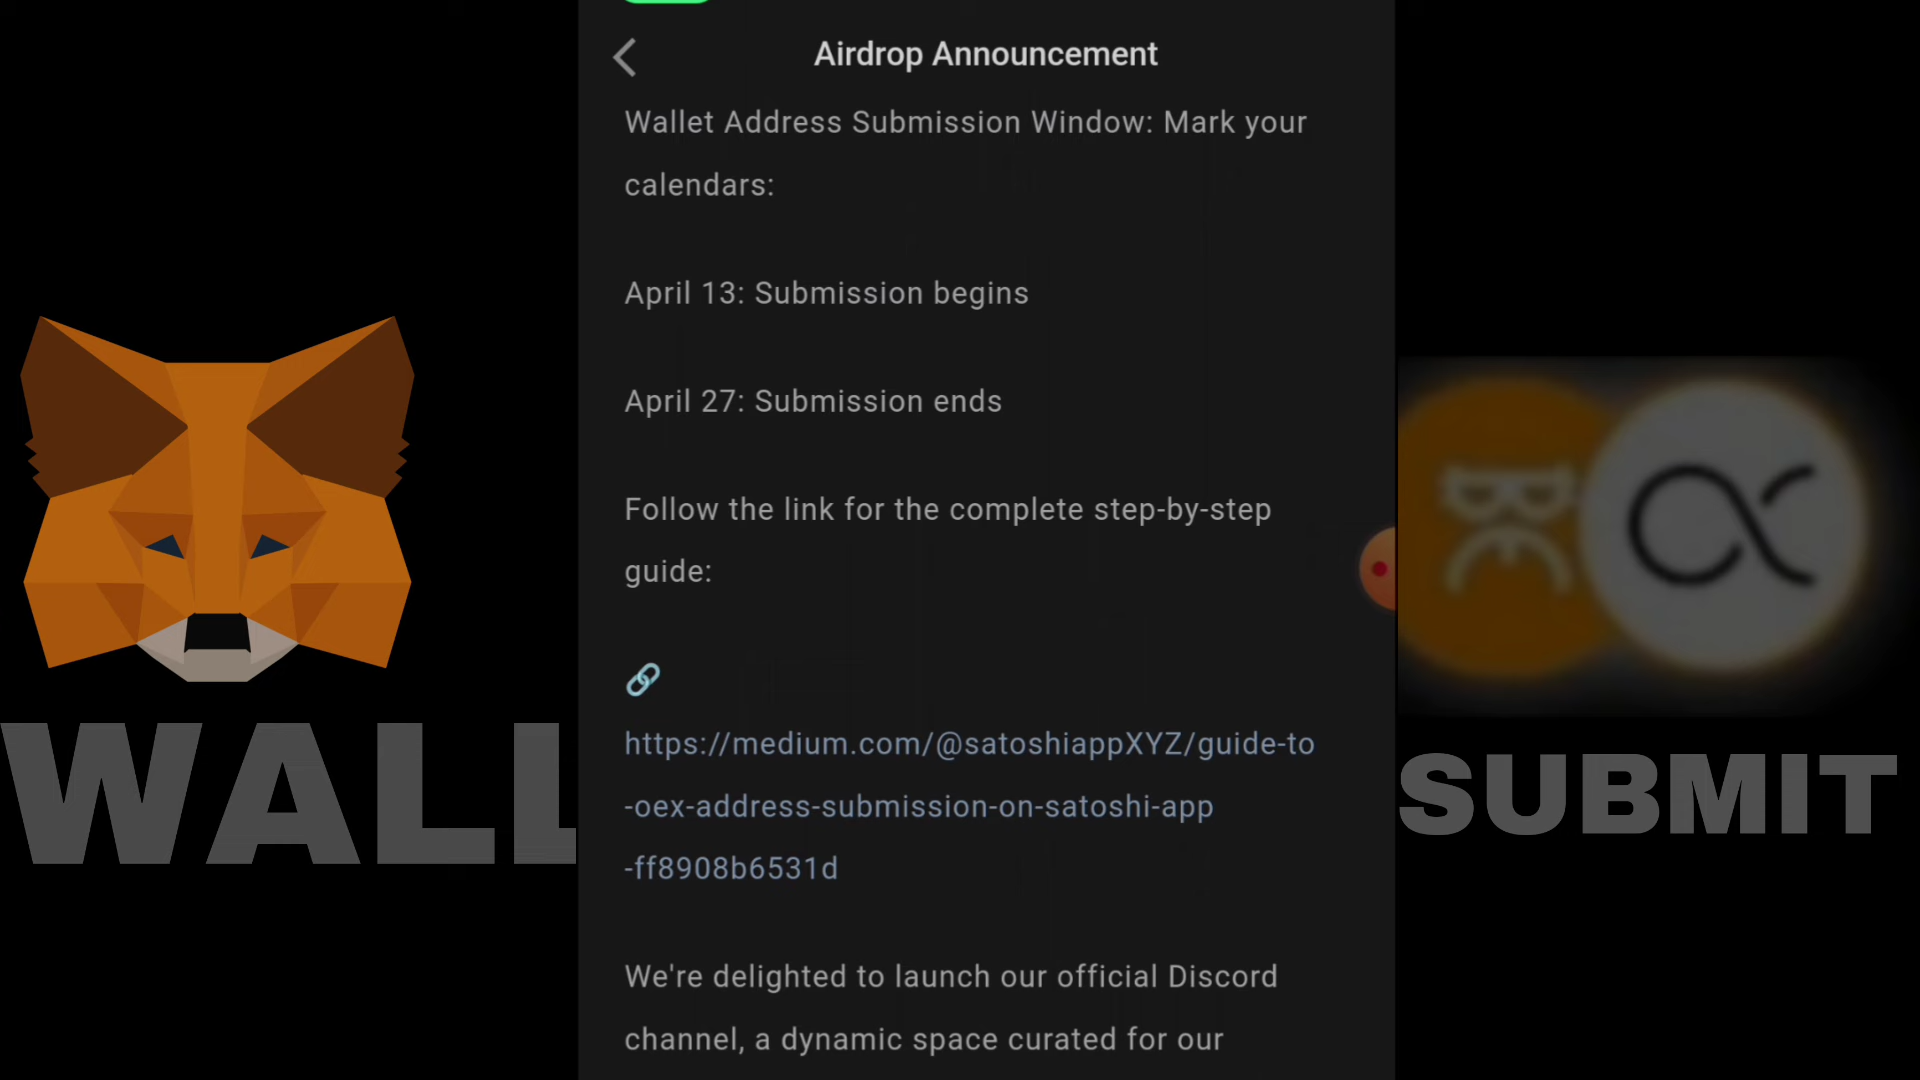 Airdrop Announcement
Wallet Address Submission Window: Mark your
calendars:
April 13: Submission begins
April 27: Submission ends
Follow the link for the complete step-by-step
guide:
https://medium.com/@satoshiappXYZ/guide-to
-oex-address-submission-on-satoshi-app
-ff8908b6531d
We're delighted to launch our official Discord
channel, a dynamic space curated for our
WALL
SUBMIT